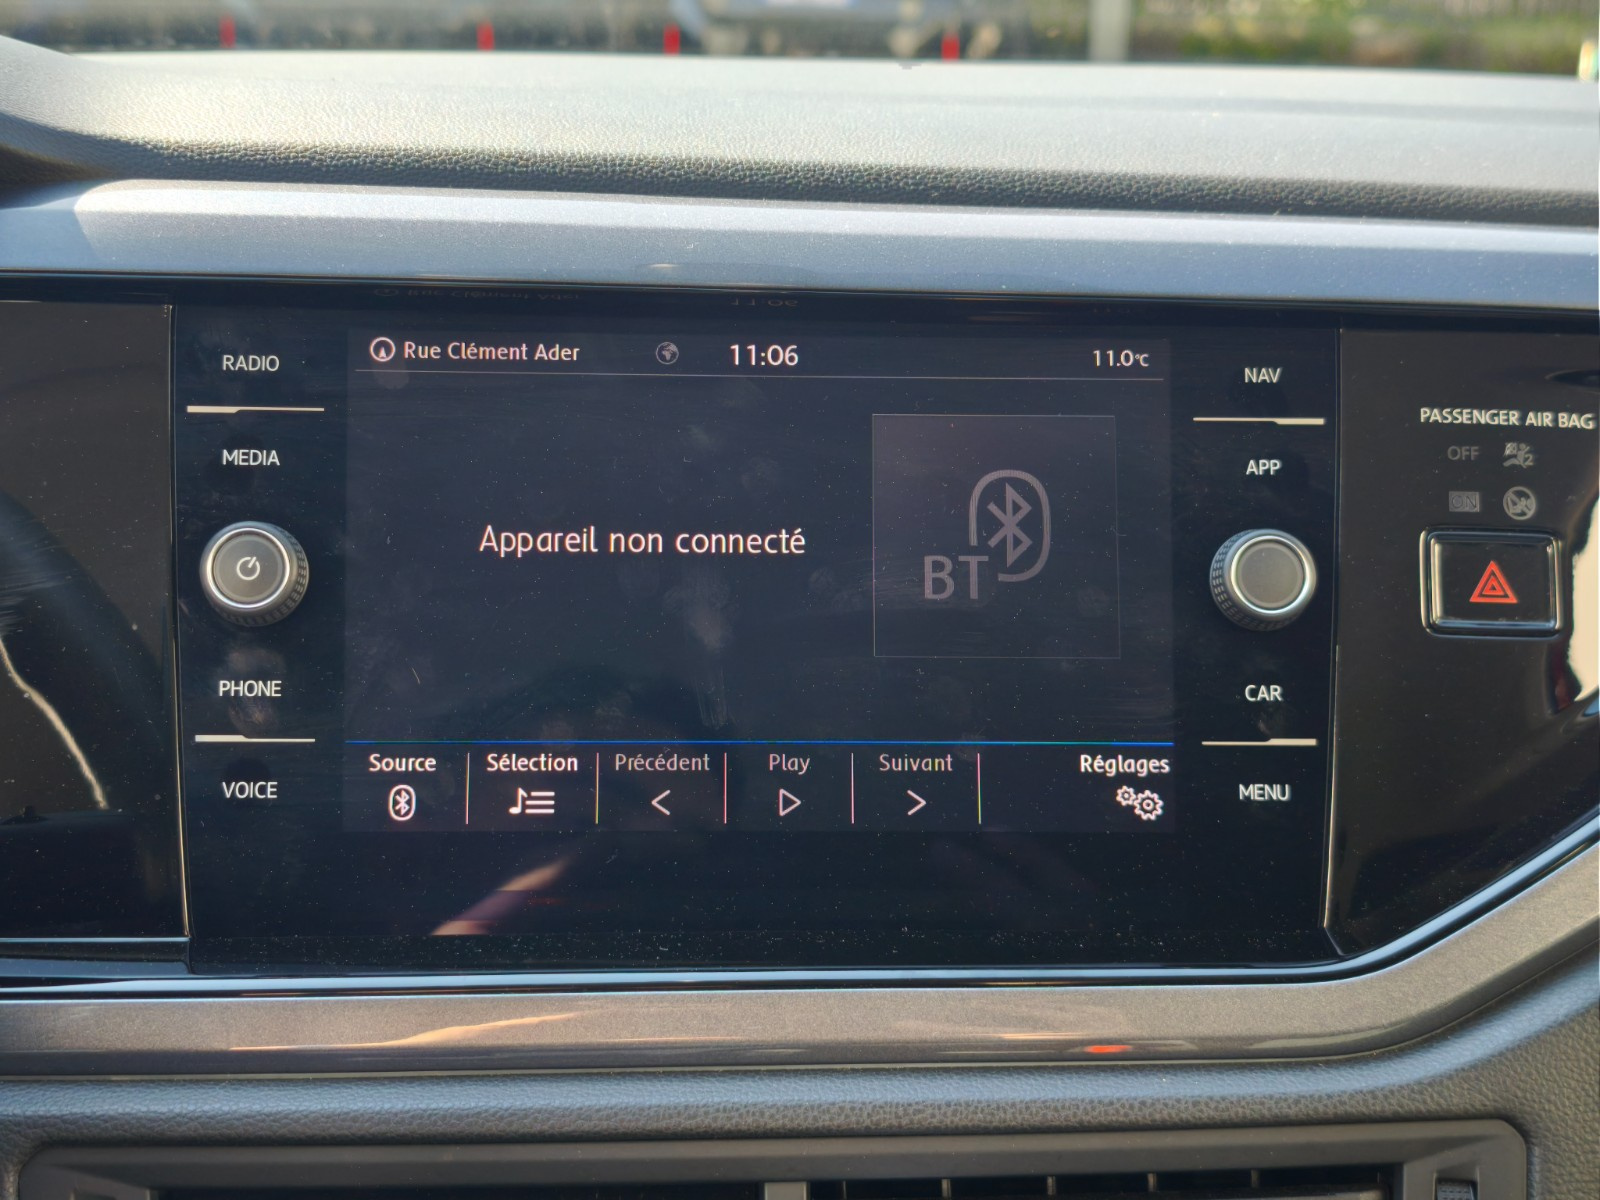 RADIO
MEDIA
PHONE
VOICE
Rue Clément Ader
11:06
11.0°C
Appareil non connecté
BT
Source
Sélection
Précédent
Play
Suivant
Réglages
NAV
APP
CAR
MENU
PASSENGER AIR BAG
OFF
ON